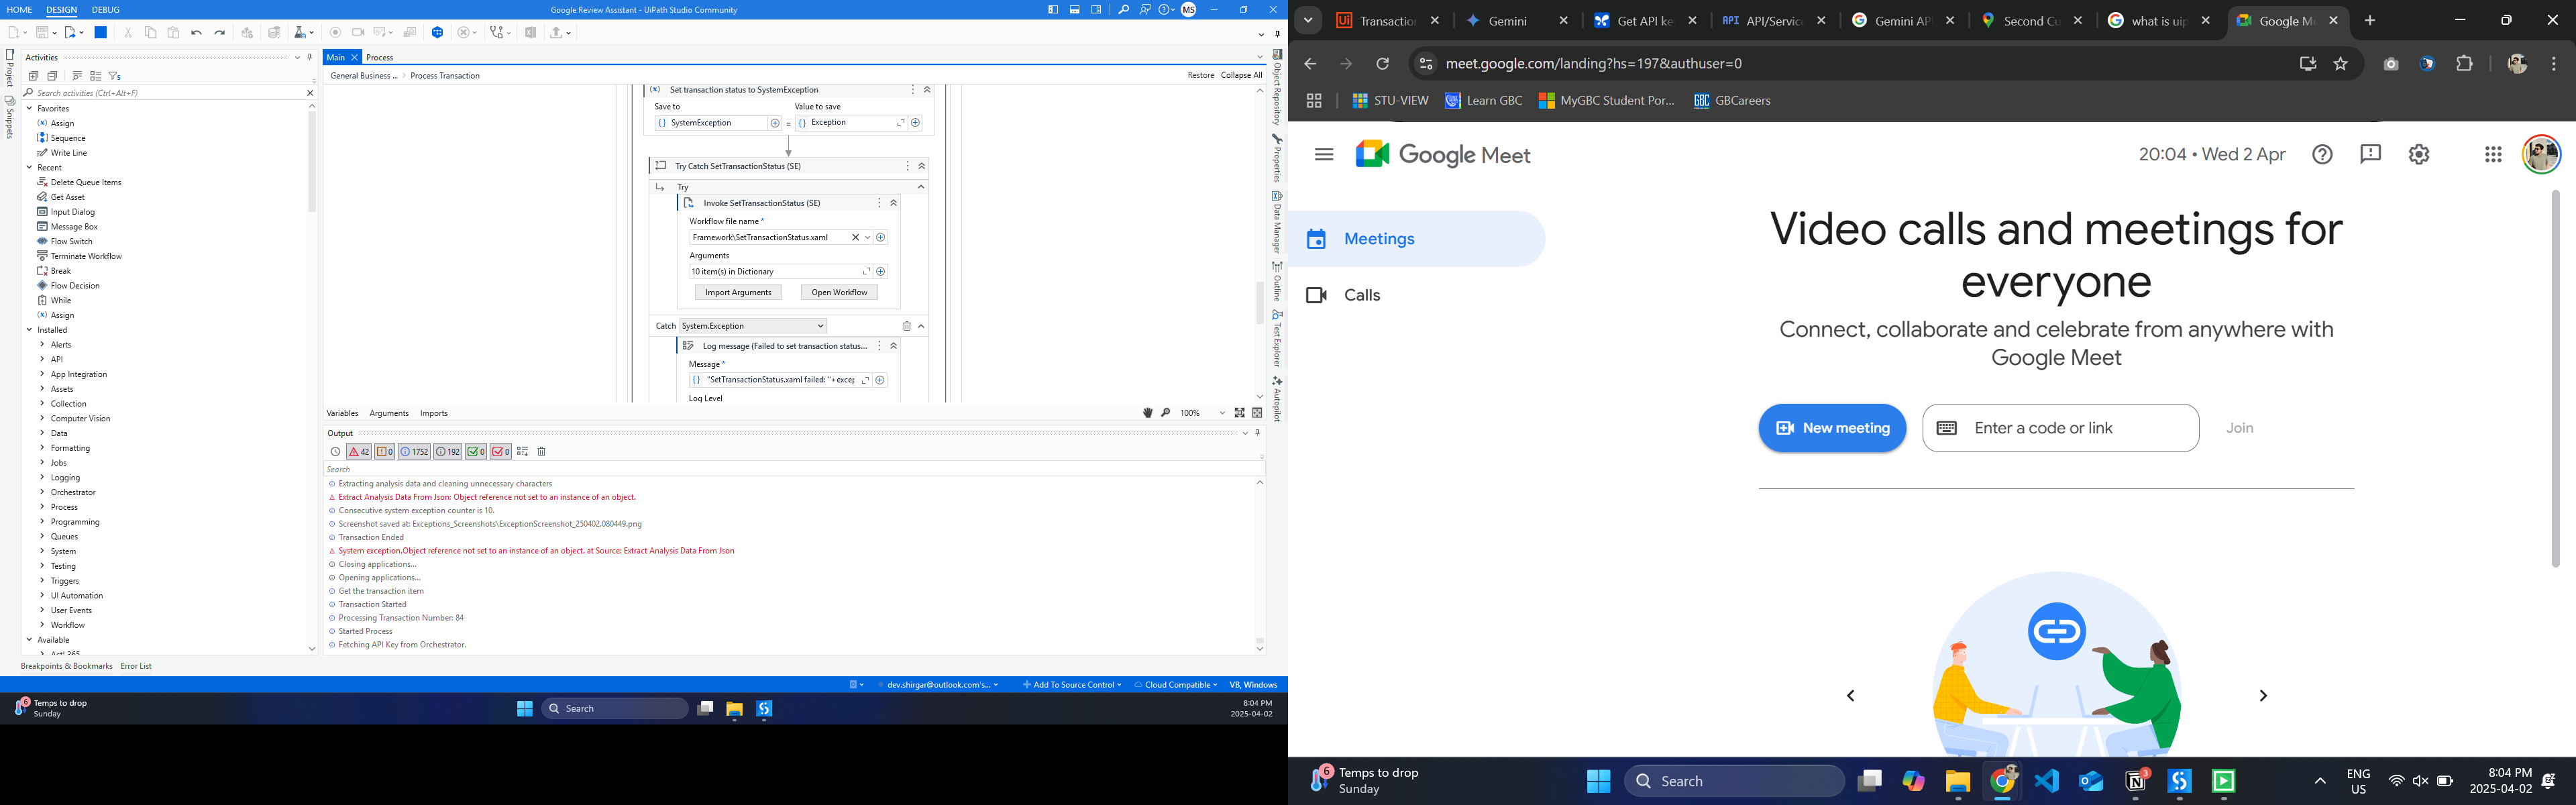 HOME DESIGN DEBUG
Google Review Assistant - UiPath Studio Community
MS
Activities
Search activities (Ctrl+Alt+F)
Favorites
Assign
Sequence
Write Line
Recent
Delete Queue Items
Get Asset
Input Dialog
Message Box
Flow Switch
Terminate Workflow
Break
Flow Decision
While
Assign
Installed
Alerts
API
App Integration
Assets
Collection
Computer Vision
Data
Formatting
Jobs
Logging
Orchestrator
Process
Programming
Queues
System
Testing
Triggers
UI Automation
User Events
Workflow
Available
Project
Snippets
Breakpoints & Bookmarks Error List
Main Process
General Business ... Process Transaction
Restore Collapse All
Set transaction status to SystemException
Save to Value to save
SystemException = Exception
Try Catch SetTransactionStatus (SE)
Try
Invoke SetTransactionStatus (SE)
Workflow file name *
Framework\SetTransactionStatus.xaml
Arguments
10 item(s) in Dictionary
Import Arguments Open Workflow
Catch System.Exception
Log message (Failed to set transaction status...
Message *
"SetTransactionStatus.xaml failed: "+excep
Log Level
Variables Arguments Imports
100%
Object Repository
Properties
Data Manager
Outline
Test Explorer
Autopilot
Output
42 0 1752 192 0 0
Search
Extracting analysis data and cleaning unnecessary characters
Extract Analysis Data From Json: Object reference not set to an instance of an object.
Consecutive system exception counter is 10.
Screenshot saved at: Exceptions_Screenshots\ExceptionScreenshot_250402.080449.png
Transaction Ended
System exception.Object reference not set to an instance of an object. at Source: Extract Analysis Data From Json
Closing applications...
Opening applications...
Get the transaction item
Transaction Started
Processing Transaction Number: 84
Started Process
Fetching API Key from Orchestrator.
dev.shirgar@outlook.com's... Add To Source Control Cloud Compatible VB, Windows
6
Temps to drop
Sunday
Search
8:04 PM
2025-04-02
Transaction Gemini Get API ke API/Service Gemini AP Second Cu what is uip Google Me
meet.google.com/landing?hs=197&authuser=0
STU-VIEW Learn GBC MyGBC Student Por... GBCareers
Google Meet
20:04 • Wed 2 Apr
Meetings
Calls
Video calls and meetings for
everyone
Connect, collaborate and celebrate from anywhere with
Google Meet
New meeting Enter a code or link Join
6
Temps to drop
Sunday
Search
3
ENG
US
8:04 PM
2025-04-02